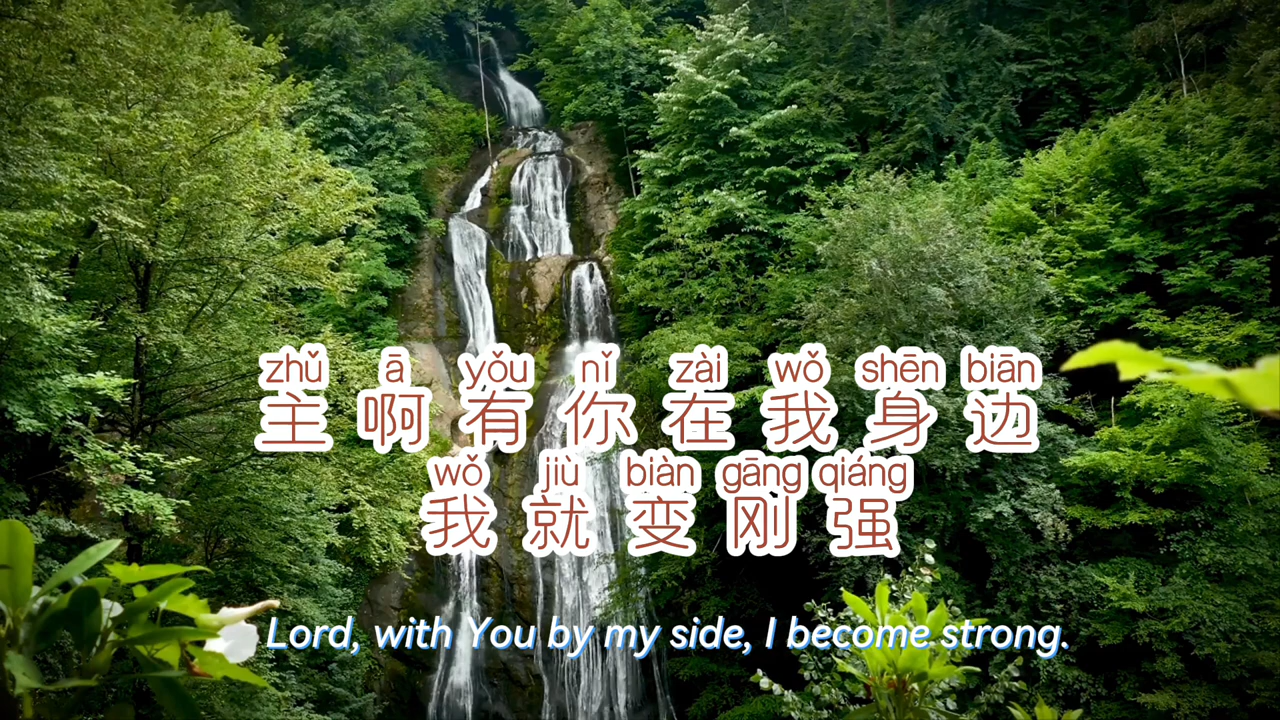 zhǔ ā yǒu nǐ zài wǒ shēn biān
主啊有你在我身边
wǒ jiù biàn gāng qiáng
我就变刚强
Lord, with You by my side, I become strong.